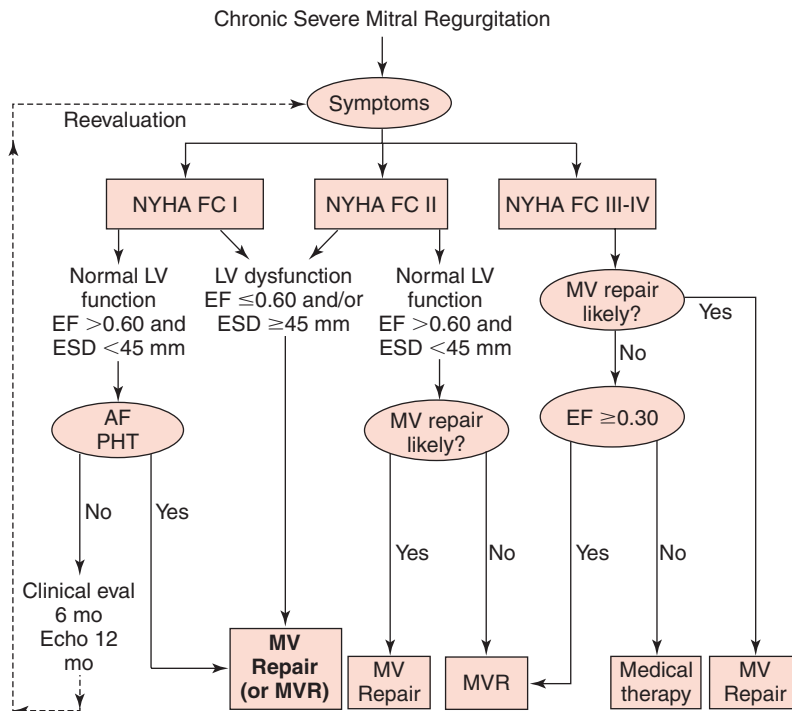 Chronic Severe Mitral Regurgitation
Symptoms
Reevaluation
NYHA FC I
NYHA FC II
NYHA FC III-IV
Normal LV
function
EF >0.60 and
ESD <45 mm
LV dysfunction
EF ≤0.60 and/or
ESD ≥45 mm
Normal LV
function
EF >0.60 and
ESD <45 mm
MV repair
likely?
Yes
No
AF
PHT
MV repair
likely?
EF ≥0.30
No
Yes
Yes
No
Yes
No
Clinical eval
6 mo
Echo 12
mo
MV
Repair
(or MVR)
MV
Repair
MVR
Medical
therapy
MV
Repair